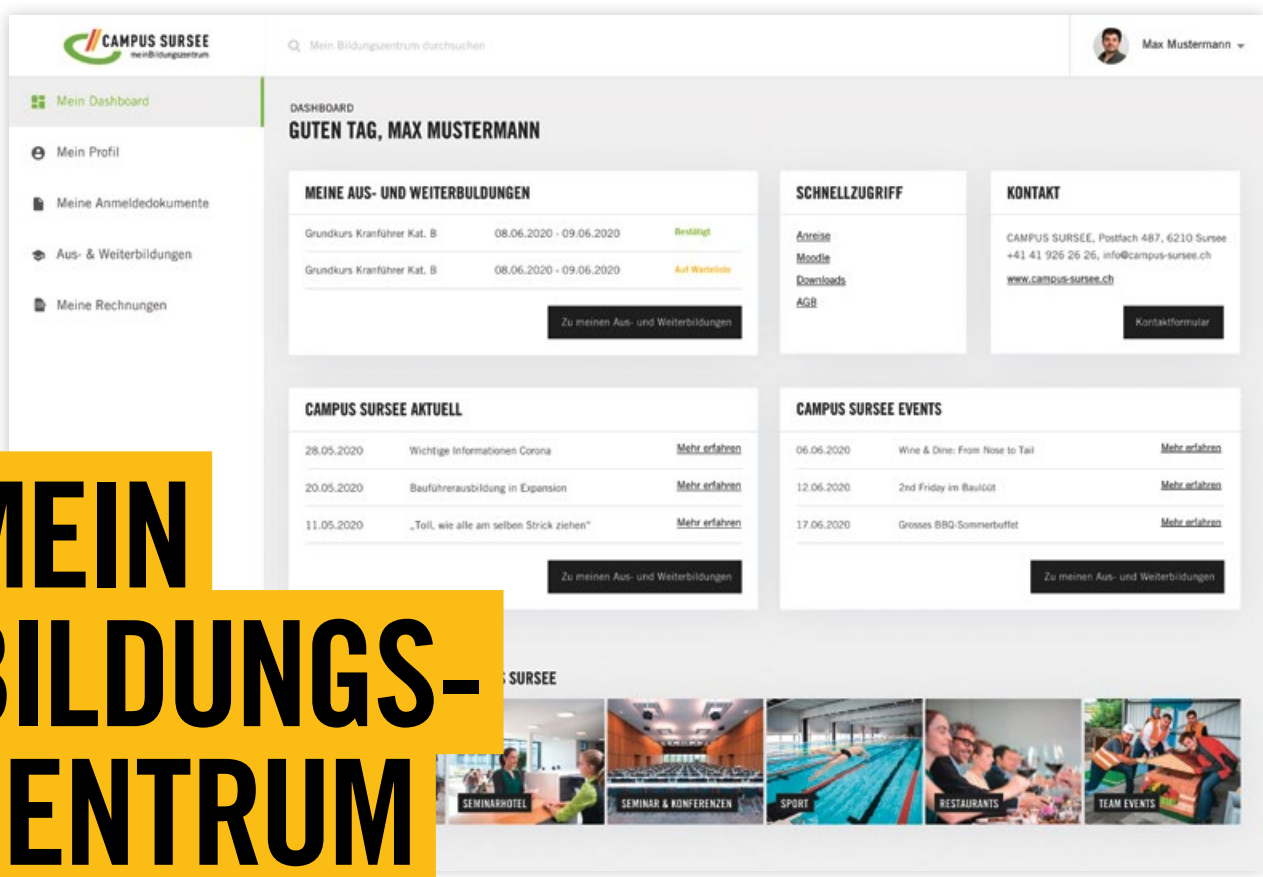 CAMPUS SURSEE
meinBildungszentrum
Mein Bildungszentrum durchsuchen
Max Mustermann
Mein Dashboard
Mein Profil
Meine Anmeldedokumente
Aus- & Weiterbildungen
Meine Rechnungen
DASHBOARD
GUTEN TAG, MAX MUSTERMANN
MEINE AUS- UND WEITERBULDUNGEN
Grundkurs Kranführer Kat. B 08.06.2020 - 09.06.2020 Bestätigt
Grundkurs Kranführer Kat. B 08.06.2020 - 09.06.2020 Auf Warteliste
Zu meinen Aus- und Weiterbildungen
SCHNELLZUGRIFF
Anreise
Moodle
Downloads
AGB
KONTAKT
CAMPUS SURSEE, Postfach 487, 6210 Sursee
+41 41 926 26 26, info@campus-sursee.ch
www.campus-sursee.ch
Kontaktformular
CAMPUS SURSEE AKTUELL
28.05.2020 Wichtige Informationen Corona Mehr erfahren
20.05.2020 Bauführerausbildung in Expansion Mehr erfahren
11.05.2020 „Toll, wie alle am selben Strick ziehen“ Mehr erfahren
Zu meinen Aus- und Weiterbildungen
CAMPUS SURSEE EVENTS
06.06.2020 Wine & Dine: From Nose to Tail Mehr erfahren
12.06.2020 2nd Friday im Baulüüt Mehr erfahren
17.06.2020 Grosses BBQ-Sommerbuffet Mehr erfahren
Zu meinen Aus- und Weiterbildungen
SURSEE
SEMINARHOTEL
SEMINAR & KONFERENZEN
SPORT
RESTAURANTS
TEAM EVENTS
MEIN
BILDUNGS-
ZENTRUM